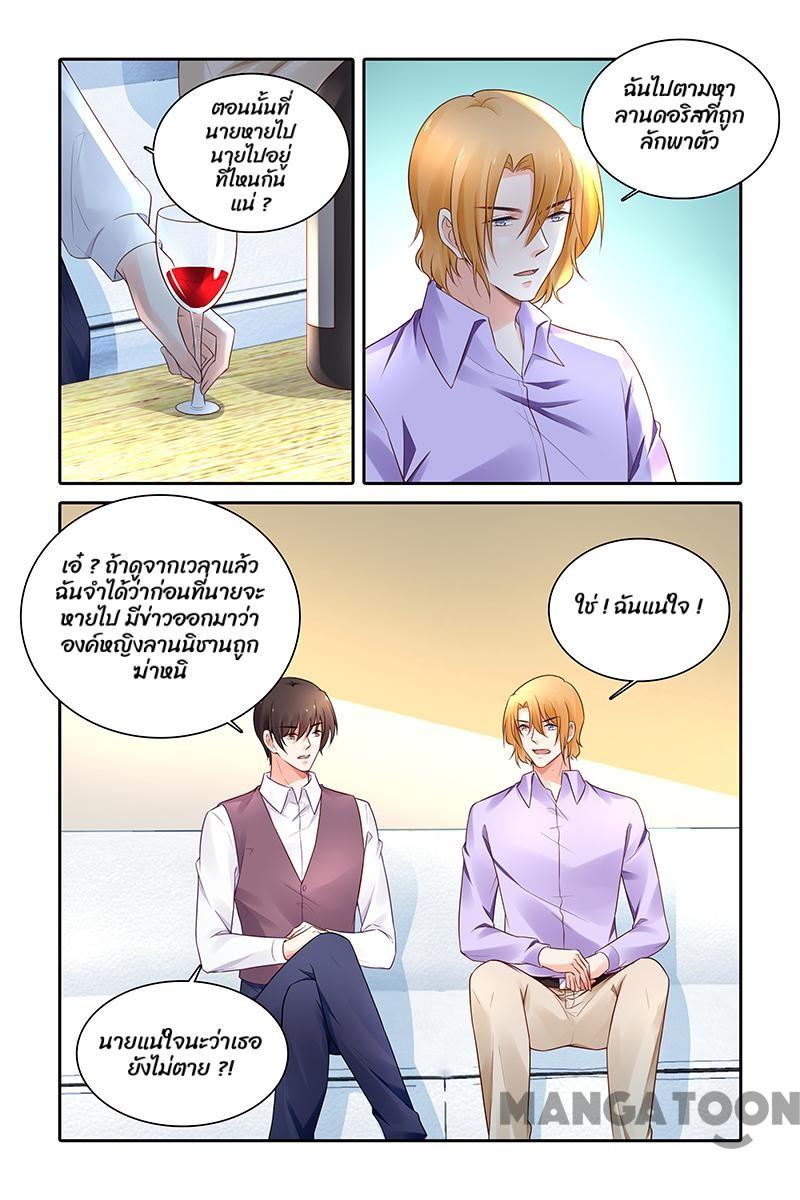 ตอนนั้นที่
นายหายไป
นายไปอยู่
ที่ไหนกัน
แน่ ?
ฉันไปตามหา
ลานดอริสที่ถูก
ลักพาตัว
เอ๋ ? ถ้าดูจากเวลาแล้ว
ฉันจำได้ว่าก่อนที่นายจะ
หายไป มีข่าวออกมาว่า
องค์หญิงลานนิชานถูก
ฆ่าหนิ
ใช่ ! ฉันแน่ใจ !
นายแน่ใจนะว่าเธอ
ยังไม่ตาย ?!
MANGATOON